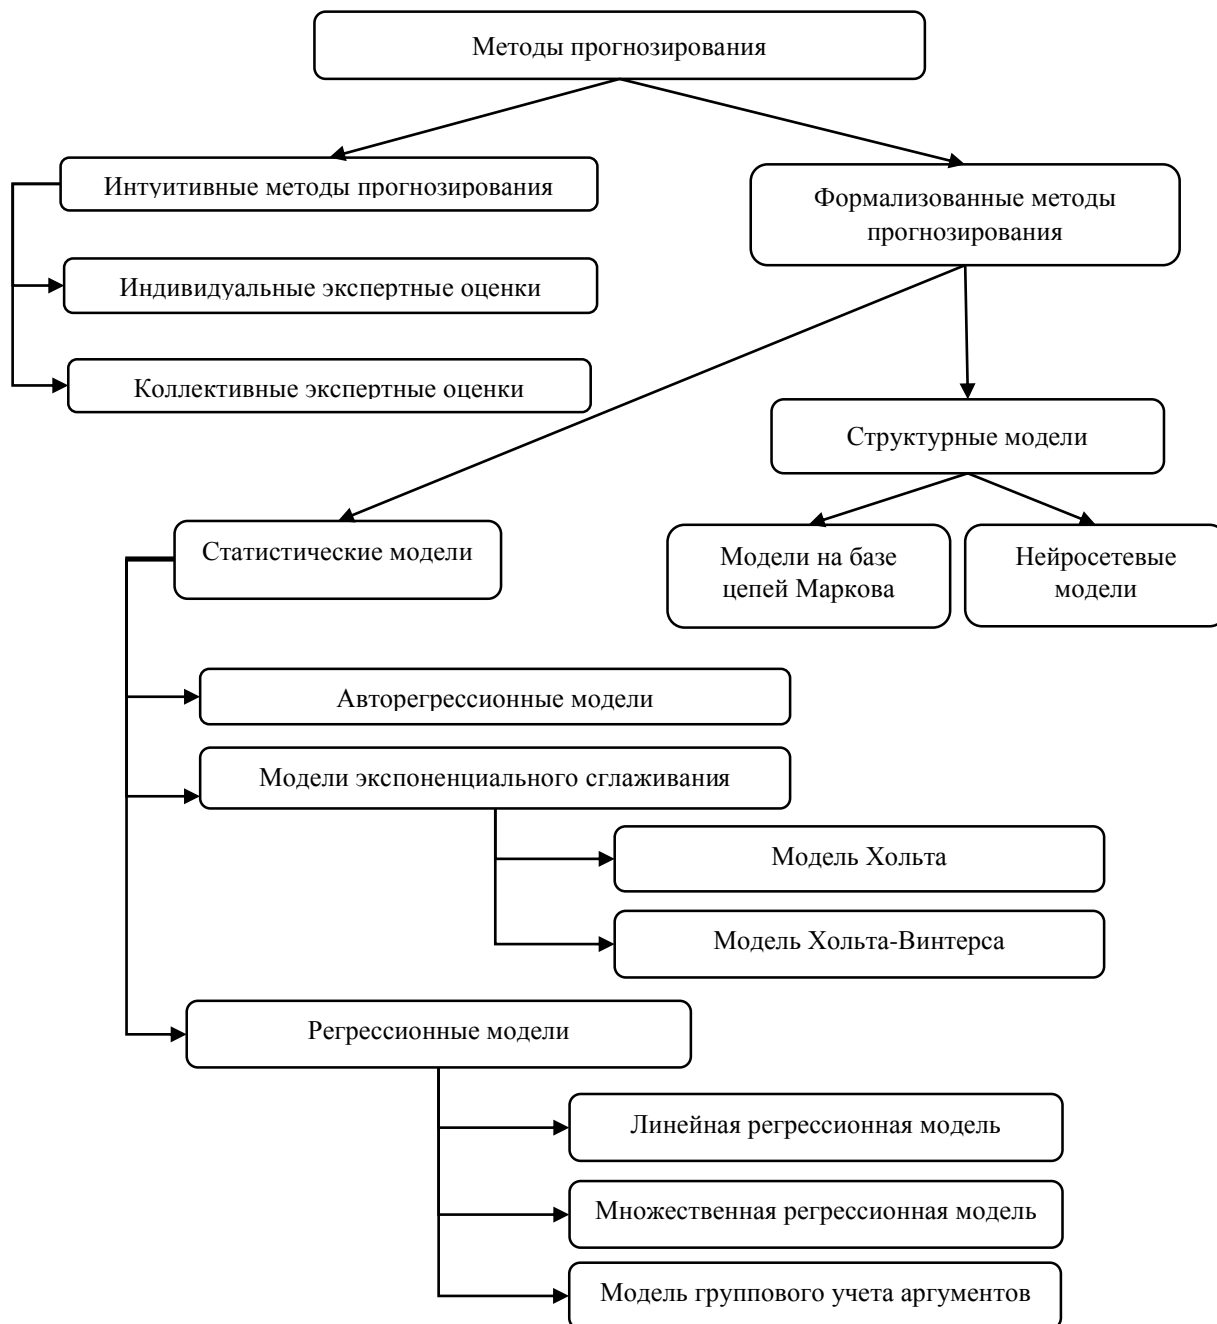 Методы прогнозирования
Интуитивные методы прогнозирования
Формализованные методы
прогнозирования
Индивидуальные экспертные оценки
Коллективные экспертные оценки
Структурные модели
Статистические модели
Модели на базе
цепей Маркова
Нейросетевые
модели
Авторегрессионные модели
Модели экспоненциального сглаживания
Модель Хольта
Модель Хольта-Винтерса
Регрессионные модели
Линейная регрессионная модель
Множественная регрессионная модель
Модель группового учета аргументов